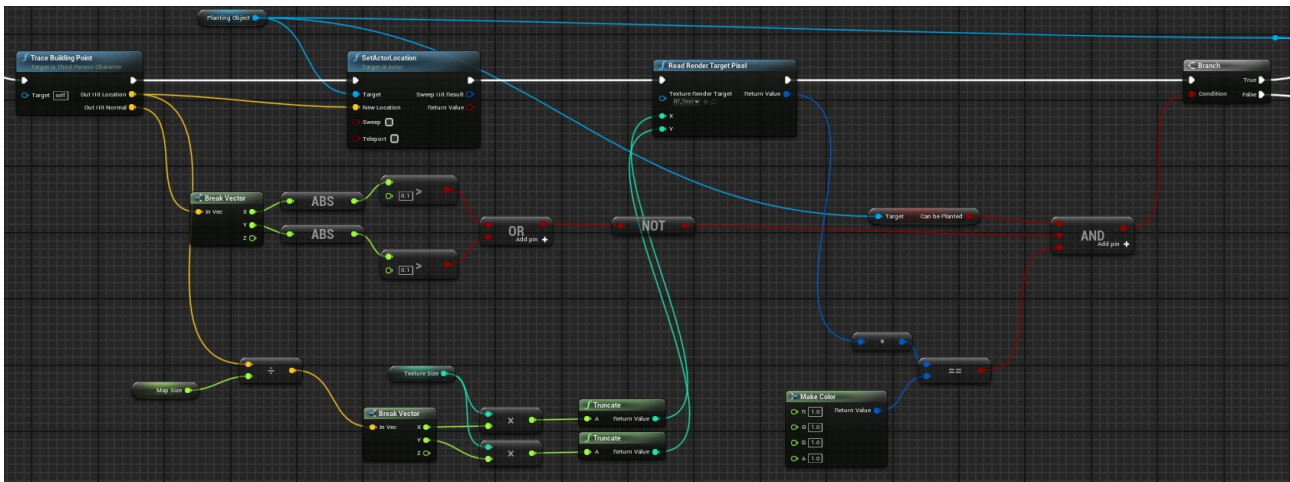 Planting Object
Trace Building Point
Target is Third Person Character
Target self
Out Hit Location
Out Hit Normal
SetActorLocation
Target is Actor
Target
Sweep Hit Result
New Location
Return Value
Sweep
Teleport
Read Render Target Pixel
Texture Render Target
Return Value
RT_Test
X
Y
Branch
True
Condition
False
Break Vector
In Vec
X
Y
Z
ABS
ABS
0.1 >
0.1 >
OR
Add pin +
NOT
Target
Can be Planted
AND
Add pin +
Map Size
÷
Texture Size
Break Vector
In Vec
X
Y
Z
×
×
Truncate
A
Return Value
Truncate
A
Return Value
Make Color
R 1.0
Return Value
G 1.0
B 1.0
A 1.0
==